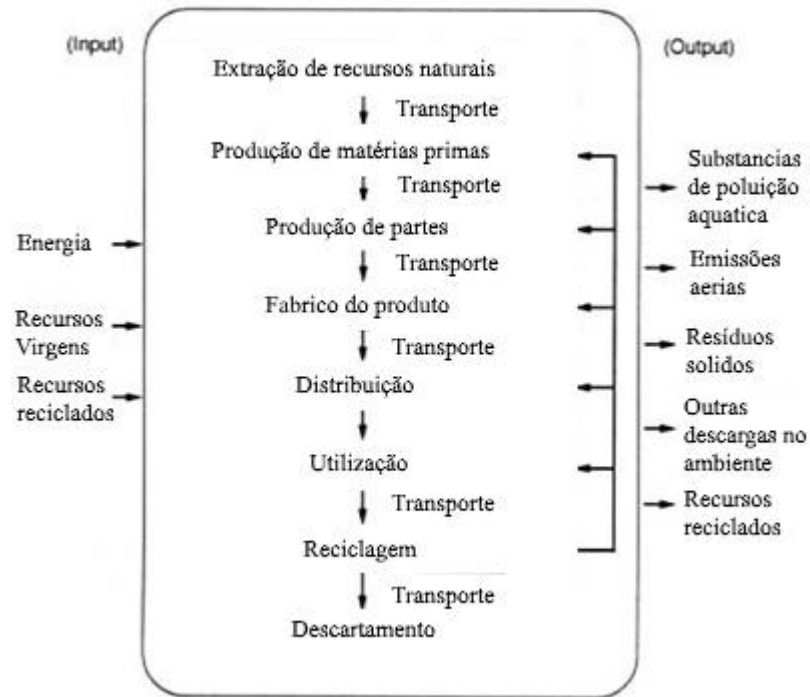 (Input)
(Output)
Extração de recursos naturais
Transporte
Produção de matérias primas
Transporte
Produção de partes
Transporte
Fabrico do produto
Transporte
Distribuição
Utilização
Transporte
Reciclagem
Transporte
Descartamento
Energia
Recursos
Virgens
Recursos
reciclados
Substancias
de poluição
aquatica
Emissões
aerias
Resíduos
solidos
Outras
descargas no
ambiente
Recursos
reciclados